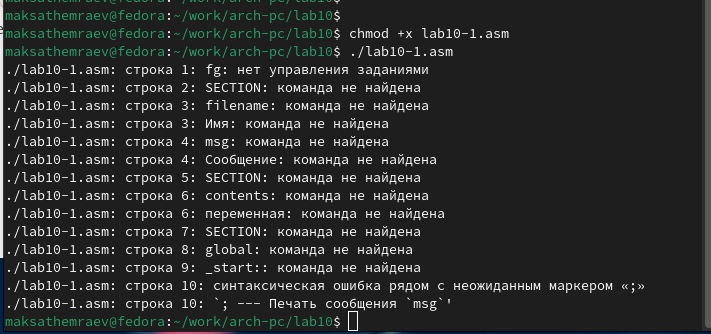 maksathemraev@fedora:~/work/arch-pc/lab10$
maksathemraev@fedora:~/work/arch-pc/lab10$
maksathemraev@fedora:~/work/arch-pc/lab10$ chmod +x lab10-1.asm
maksathemraev@fedora:~/work/arch-pc/lab10$ ./lab10-1.asm
./lab10-1.asm: строка 1: fg: нет управления заданиями
./lab10-1.asm: строка 2: SECTION: команда не найдена
./lab10-1.asm: строка 3: filename: команда не найдена
./lab10-1.asm: строка 3: Имя: команда не найдена
./lab10-1.asm: строка 4: msg: команда не найдена
./lab10-1.asm: строка 4: Сообщение: команда не найдена
./lab10-1.asm: строка 5: SECTION: команда не найдена
./lab10-1.asm: строка 6: contents: команда не найдена
./lab10-1.asm: строка 6: переменная: команда не найдена
./lab10-1.asm: строка 7: SECTION: команда не найдена
./lab10-1.asm: строка 8: global: команда не найдена
./lab10-1.asm: строка 9: _start:: команда не найдена
./lab10-1.asm: строка 10: синтаксическая ошибка рядом с неожиданным маркером «;»
./lab10-1.asm: строка 10: `; --- Печать сообщения `msg`'
maksathemraev@fedora:~/work/arch-pc/lab10$